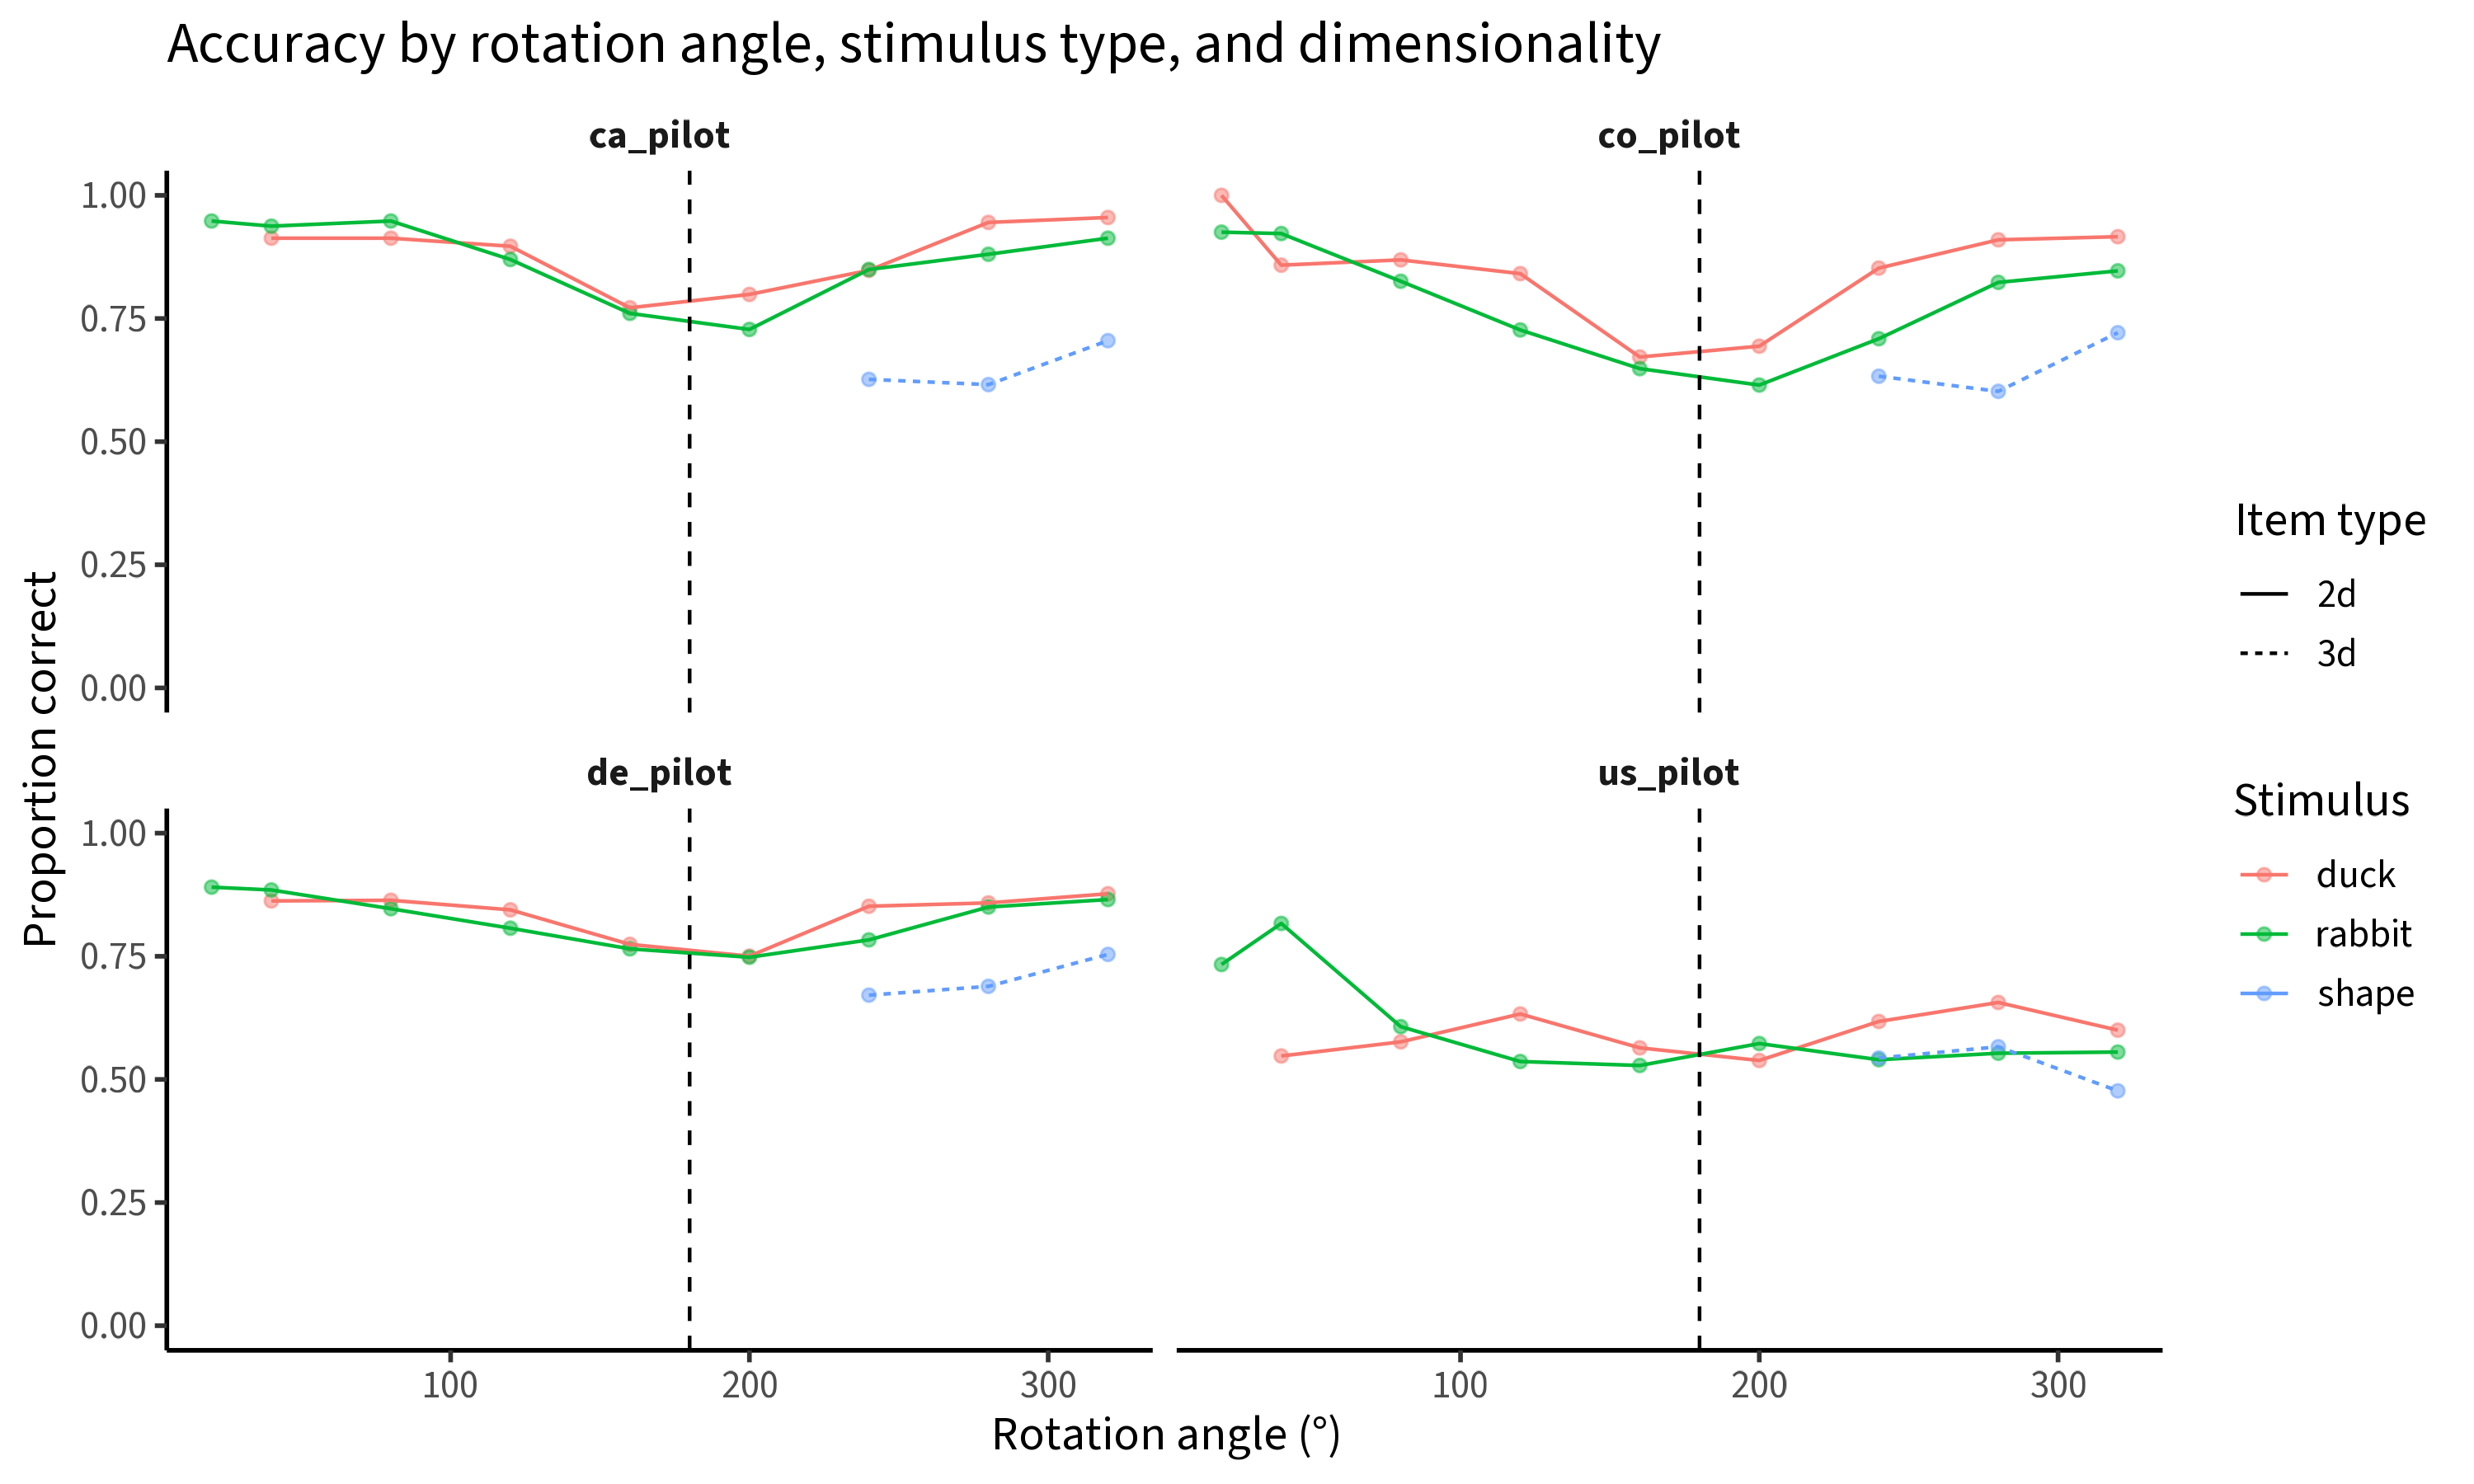 Accuracy by rotation angle, stimulus type, and dimensionality
ca_pilot
co_pilot
1.00
0.75
0.50
0.25
0.00
de_pilot
us_pilot
1.00
0.75
0.50
0.25
0.00
Proportion correct
100
200
300
100
200
300
Rotation angle (°)
Item type
2d
3d
Stimulus
duck
rabbit
shape